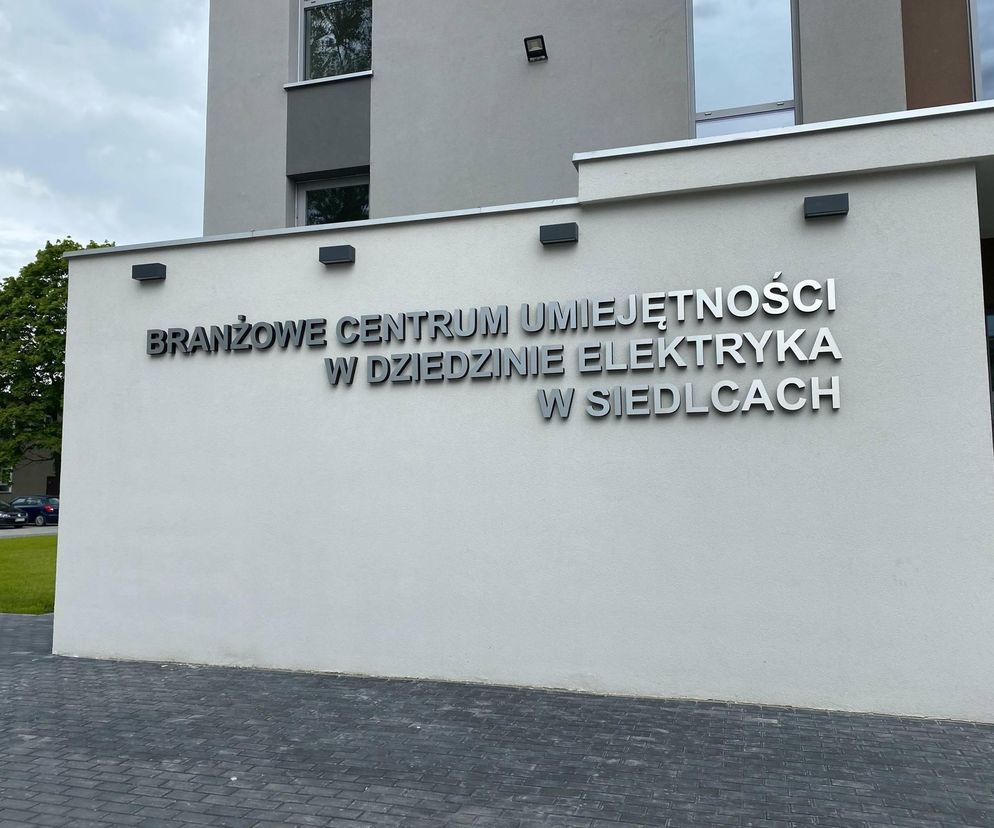 BRANŻOWE CENTRUM UMIEJĘTNOŚCI
W DZIEDZINIE ELEKTRYKA
W SIEDLCACH